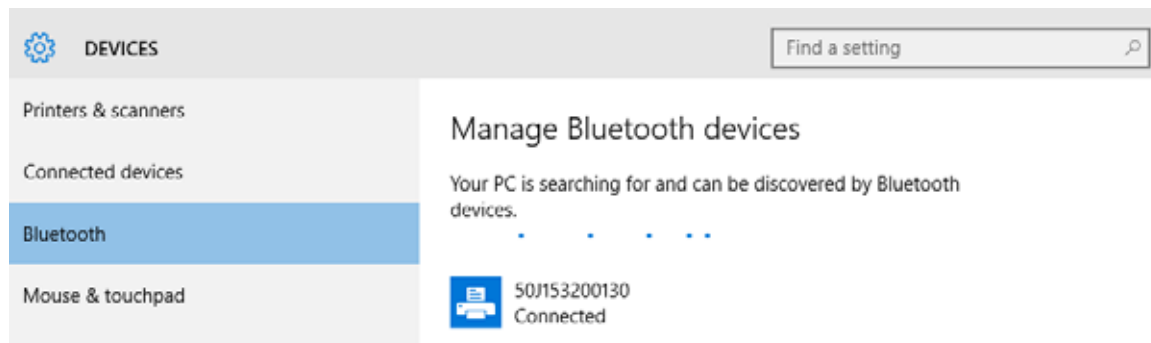 DEVICES
Find a setting
Printers & scanners
Connected devices
Bluetooth
Mouse & touchpad
Manage Bluetooth devices
Your PC is searching for and can be discovered by Bluetooth
devices.
50J153200130
Connected